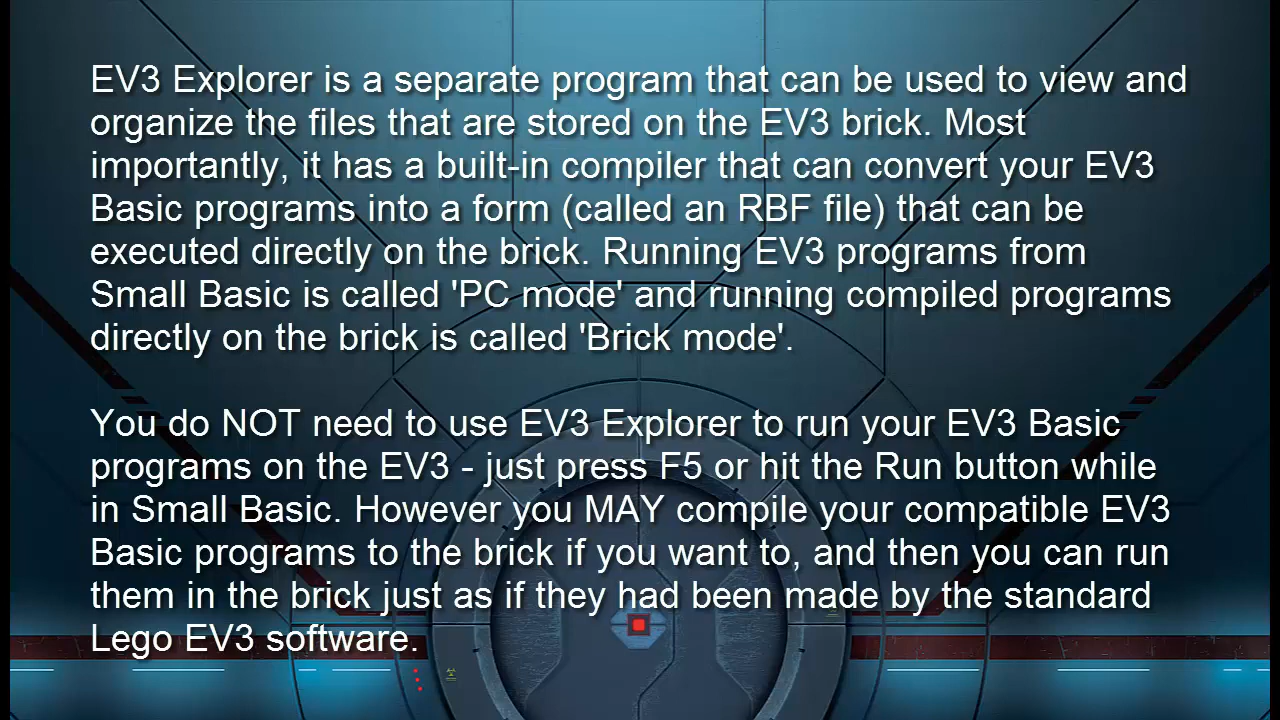 EV3 Explorer is a separate program that can be used to view and
organize the files that are stored on the EV3 brick. Most
importantly, it has a built-in compiler that can convert your EV3
Basic programs into a form (called an RBF file) that can be
executed directly on the brick. Running EV3 programs from
Small Basic is called 'PC mode' and running compiled programs
directly on the brick is called 'Brick mode'.
You do NOT need to use EV3 Explorer to run your EV3 Basic
programs on the EV3 - just press F5 or hit the Run button while
in Small Basic. However you MAY compile your compatible EV3
Basic programs to the brick if you want to, and then you can run
them in the brick just as if they had been made by the standard
Lego EV3 software.